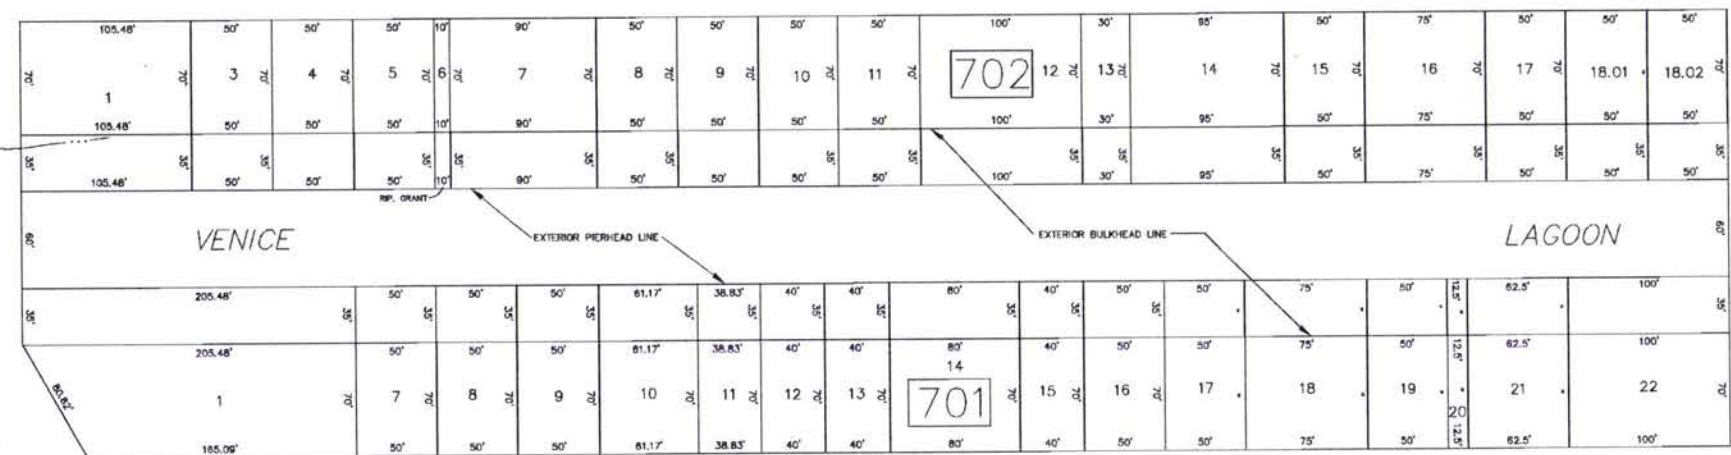 105.48' 50' 50' 50' 10' 90' 50' 50' 50' 50' 100' 30' 95' 50' 75' 50' 50' 50'
70' 1 70' 3 70' 4 70' 5 70' 6 70' 7 70' 8 70' 9 70' 10 70' 11 702 12 70' 13 70' 14 70' 15 70' 16 70' 17 70' 18.01 18.02 70'
105.48' 50' 50' 50' 10' 90' 50' 50' 50' 50' 100' 30' 95' 50' 75' 50' 50' 50'
35' 35' 35' 35' 35' 35' 35' 35' 35' 35' 35' 35' 35' 35' 35' 35'
105.48' 50' 50' 50' 10' 90' 50' 50' 50' 50' 100' 30' 95' 50' 75' 50' 50' 50'
RIP. GRANT
60' VENICE EXTERIOR PIERHEAD LINE EXTERIOR BULKHEAD LINE LAGOON 60'
205.48' 50' 50' 50' 61.17' 38.83' 40' 40' 80' 40' 50' 50' 75' 50' 12.5' 62.5' 100'
35' 35' 35' 35' 35' 35' 35' 35' 35' 35' 35' 35' 35'
205.48' 50' 50' 50' 61.17' 38.83' 40' 40' 80' 40' 50' 50' 75' 50' 12.5' 62.5' 100'
80.82' 1 70' 7 70' 8 70' 9 70' 10 70' 11 70' 12 70' 13 70' 14 70' 15 70' 16 70' 17 18 19 20 21 22 70'
701
165.09' 50' 50' 50' 61.17' 38.83' 40' 40' 80' 40' 50' 50' 75' 50' 12.5' 62.5' 100'